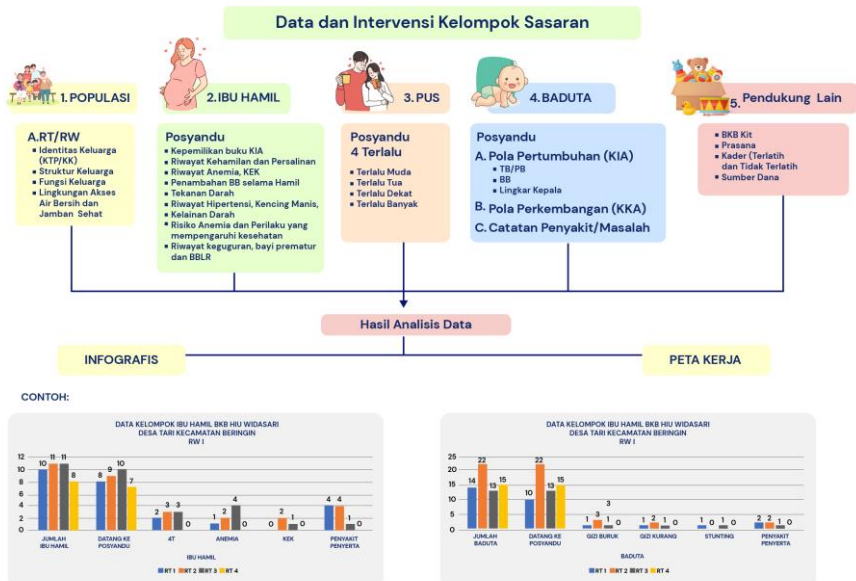 Data dan Intervensi Kelompok Sasaran
1. POPULASI
A.RT/RW
▪ Identitas Keluarga
(KTP/KK)
▪ Struktur Keluarga
▪ Fungsi Keluarga
▪ Lingkungan Akses
Air Bersih dan
Jamban Sehat
2. IBU HAMIL
Posyandu
▪ Kepemilikan buku KIA
▪ Riwayat Kehamilan dan Persalinan
▪ Riwayat Anemia, KEK
▪ Penambahan BB selama Hamil
▪ Tekanan Darah
▪ Riwayat Hipertensi, Kencing Manis,
▪ Kelainan Darah
▪ Risiko Anemia dan Perilaku yang
mempengaruhi kesehatan
▪ Riwayat keguguran, bayi prematur
dan BBLR
3. PUS
Posyandu
4 Terlalu
▪ Terlalu Muda
▪ Terlalu Tua
▪ Terlalu Dekat
▪ Terlalu Banyak
4. BADUTA
Posyandu
A. Pola Pertumbuhan (KIA)
▪ TB/PB
▪ BB
▪ Lingkar Kepala
B. Pola Perkembangan (KKA)
C. Catatan Penyakit/Masalah
5. Pendukung Lain
▪ BKB Kit
▪ Prasana
▪ Kader (Terlatih
dan Tidak Terlatih
▪ Sumber Dana
Hasil Analisis Data
INFOGRAFIS
PETA KERJA
CONTOH:
DATA KELOMPOK IBU HAMIL BKB HIU WIDASARI
DESA TARI KECAMATAN BERINGIN
RW I
12
10
8
6
4
2
0
10 11 11 8
8 9 10 7
2 3 3 0
1 2 4 0
0 2 1 0
4 4 1 0
JUMLAH
IBU HAMIL
DATANG KE
POSYANDU
4T
ANEMIA
KEK
PENYAKIT
PENYERTA
IBU HAMIL
RT 1 RT 2 RT 3 RT 4
DATA KELOMPOK IBU HAMIL BKB HIU WIDASARI
DESA TARI KECAMATAN BERINGIN
RW I
25
20
15
10
5
0
14 22 13 15
10 22 13 15
1 3 3 1 0
1 2 1 0
1 0 1 0
2 2 1 0
JUMLAH
BADUTA
DATANG KE
POSYANDU
GIZI BURUK
GIZI KURANG
STUNTING
PENYAKIT
PENYERTA
BADUTA
RT 1 RT 2 RT 3 RT 4